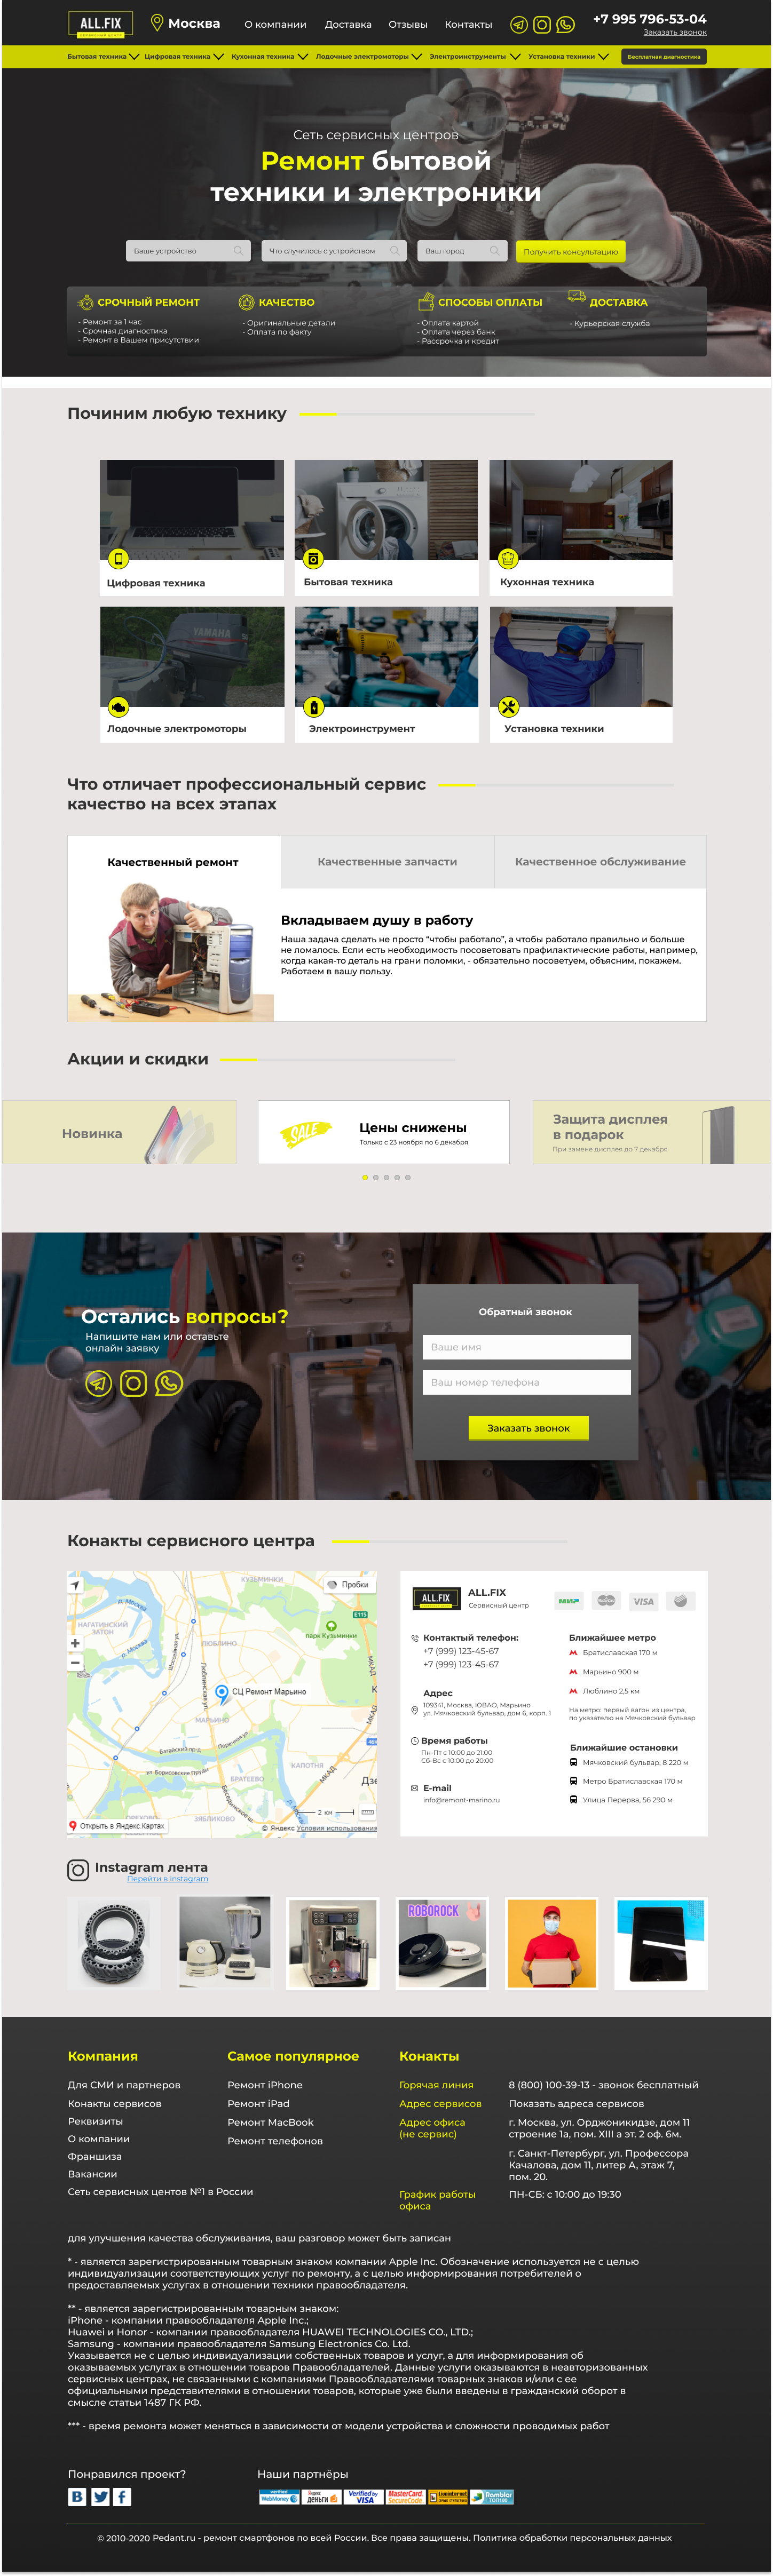 ALL.FIX
СЕРВИСНЫЙ ЦЕНТР
Москва
О компании
Доставка
Отзывы
Контакты
+7 995 796-53-04
Заказать звонок
Бытовая техника
Цифровая техника
Кухонная техника
Лодочные электромоторы
Электроинструменты
Установка техники
Бесплатная диагностика
Сеть сервисных центров
Ремонт бытовой
техники и электроники
Ваше устройство
Что случилось с устройством
Ваш город
Получить консультацию
СРОЧНЫЙ РЕМОНТ
- Ремонт за 1 час
- Срочная диагностика
- Ремонт в Вашем присутствии
КАЧЕСТВО
- Оригинальные детали
- Оплата по факту
СПОСОБЫ ОПЛАТЫ
- Оплата картой
- Оплата через банк
- Рассрочка и кредит
ДОСТАВКА
- Курьерская служба
Починим любую технику
Цифровая техника
Бытовая техника
Кухонная техника
YAMAHA
Лодочные электромоторы
Электроинструмент
Установка техники
Что отличает профессиональный сервис
качество на всех этапах
Качественный ремонт
Качественные запчасти
Качественное обслуживание
Вкладываем душу в работу
Наша задача сделать не просто “чтобы работало”, а чтобы работало правильно и больше
не ломалось. Если есть необходимость посоветовать прафилактические работы, например,
когда какая-то деталь на грани поломки, - обязательно посоветуем, объясним, покажем.
Работаем в вашу пользу.
Акции и скидки
Новинка
SALE
Цены снижены
Только с 23 ноября по 6 декабря
Защита дисплея
в подарок
При замене дисплея до 7 декабря
Остались вопросы?
Напишите нам или оставьте
онлайн заявку
Обратный звонок
Ваше имя
Ваш номер телефона
Заказать звонок
Конакты сервисного центра
КУЗЬМИНКИ
Пробки
р. Москва
НАГАТИНСКИЙ
ЗАТОН
E115
парк Кузьминки
ЛЮБЛИНО
р. Москва
Шоссейная ул.
Люблинская ул.
МКАД
СЦ Ремонт Марьино
МАРЬИНО
Батайский пр.
ул. Борисовские Пруды
КАПОТНЯ
БРАТЕЕВО
МКАД
Дзе
Бесединское ш.
ОРЕХОВО-
БОРИСОВО
ЗЯБЛИКОВО
2 км
Открыть в Яндекс.Картах
© Яндекс Условия использования
ALL.FIX
ALL.FIX
Сервисный центр
МИР
VISA
Контактый телефон:
+7 (999) 123-45-67
+7 (999) 123-45-67
Адрес
109341, Москва, ЮВАО, Марьино
ул. Мячковский бульвар, дом 6, корп. 1
Время работы
Пн-Пт с 10:00 до 21:00
Сб-Вс с 10:00 до 20:00
E-mail
info@remont-marino.ru
Ближайшее метро
Братиславская 170 м
Марьино 900 м
Люблино 2,5 км
На метро: первый вагон из центра,
по указателю на Мячковский бульвар
Ближайшие остановки
Мячковский бульвар, 8 220 м
Метро Братиславская 170 м
Улица Перерва, 56 290 м
Instagram лента
Перейти в instagram
ROBOROCK
Компания
Для СМИ и партнеров
Конакты сервисов
Реквизиты
О компании
Франшиза
Вакансии
Сеть сервисных центов №1 в России
Самое популярное
Ремонт iPhone
Ремонт iPad
Ремонт MacBook
Ремонт телефонов
Конакты
Горячая линия
8 (800) 100-39-13 - звонок бесплатный
Адрес сервисов
Показать адреса сервисов
Адрес офиса
(не сервис)
г. Москва, ул. Орджоникидзе, дом 11
строение 1а, пом. XIII а эт. 2 оф. 6м.
г. Санкт-Петербург, ул. Профессора
Качалова, дом 11, литер А, этаж 7,
пом. 20.
График работы
офиса
ПН-СБ: с 10:00 до 19:30
для улучшения качества обслуживания, ваш разговор может быть записан
* - является зарегистрированным товарным знаком компании Apple Inc. Обозначение используется не с целью
индивидуализации соответствующих услуг по ремонту, а с целью информирования потребителей о
предоставляемых услугах в отношении техники правообладателя.
** - является зарегистрированным товарным знаком:
iPhone - компании правообладателя Apple Inc.;
Huawei и Honor - компании правообладателя HUAWEI TECHNOLOGIES CO., LTD.;
Samsung - компании правообладателя Samsung Electronics Co. Ltd.
Указывается не с целью индивидуализации собственных товаров и услуг, а для информирования об
оказываемых услугах в отношении товаров Правообладателей. Данные услуги оказываются в неавторизованных
сервисных центрах, не связанными с компаниями Правообладателями товарных знаков и/или с ее
официальными представителями в отношении товаров, которые уже были введены в гражданский оборот в
смысле статьи 1487 ГК РФ.
*** - время ремонта может меняться в зависимости от модели устройства и сложности проводимых работ
Понравился проект?
Наши партнёры
verified
WebMoney
Яндекс
ДЕНЬГИ
Verified by
VISA
MasterCard.
SecureCode
Liveinternet
Rambler
ТОП100
© 2010-2020 Pedant.ru - ремонт смартфонов по всей России. Все права защищены. Политика обработки персональных данных